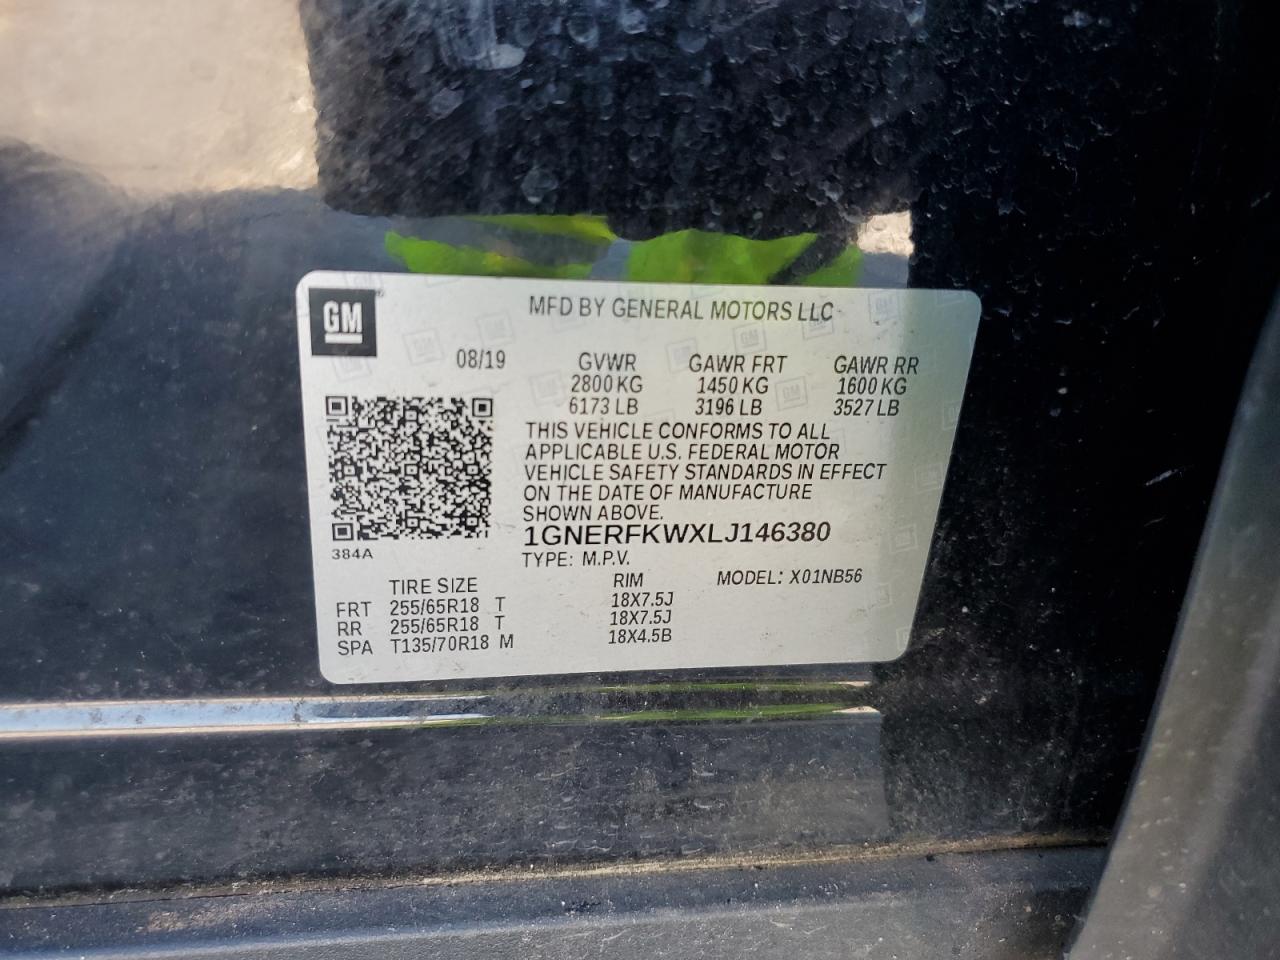 GM
MFD BY GENERAL MOTORS LLC
08/19 GVWR GAWR FRT GAWR RR
2800 KG 1450 KG 1600 KG
6173 LB 3196 LB 3527 LB
THIS VEHICLE CONFORMS TO ALL
APPLICABLE U.S. FEDERAL MOTOR
VEHICLE SAFETY STANDARDS IN EFFECT
ON THE DATE OF MANUFACTURE
SHOWN ABOVE.
1GNERFKWXLJ146380
384A
TYPE: M.P.V.
TIRE SIZE RIM MODEL: X01NB56
FRT 255/65R18 T 18X7.5J
RR 255/65R18 T 18X7.5J
SPA T135/70R18 M 18X4.5B